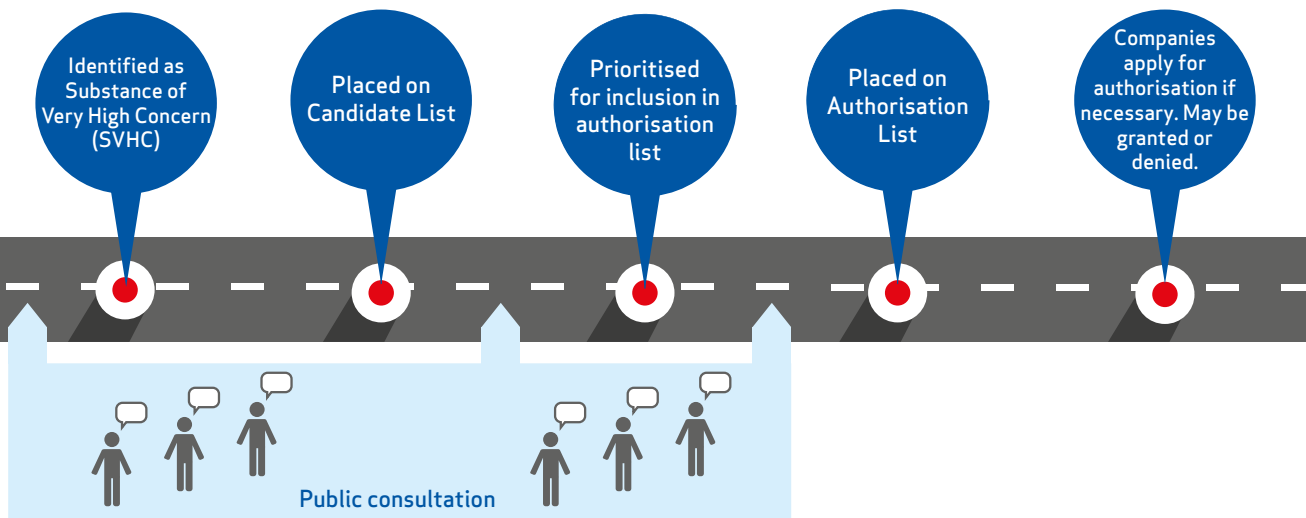 Identified as
Substance of
Very High Concern
(SVHC)
Placed on
Candidate List
Prioritised
for inclusion in
authorisation
list
Placed on
Authorisation
List
Companies
apply for
authorisation if
necessary. May be
granted or
denied.
Public consultation